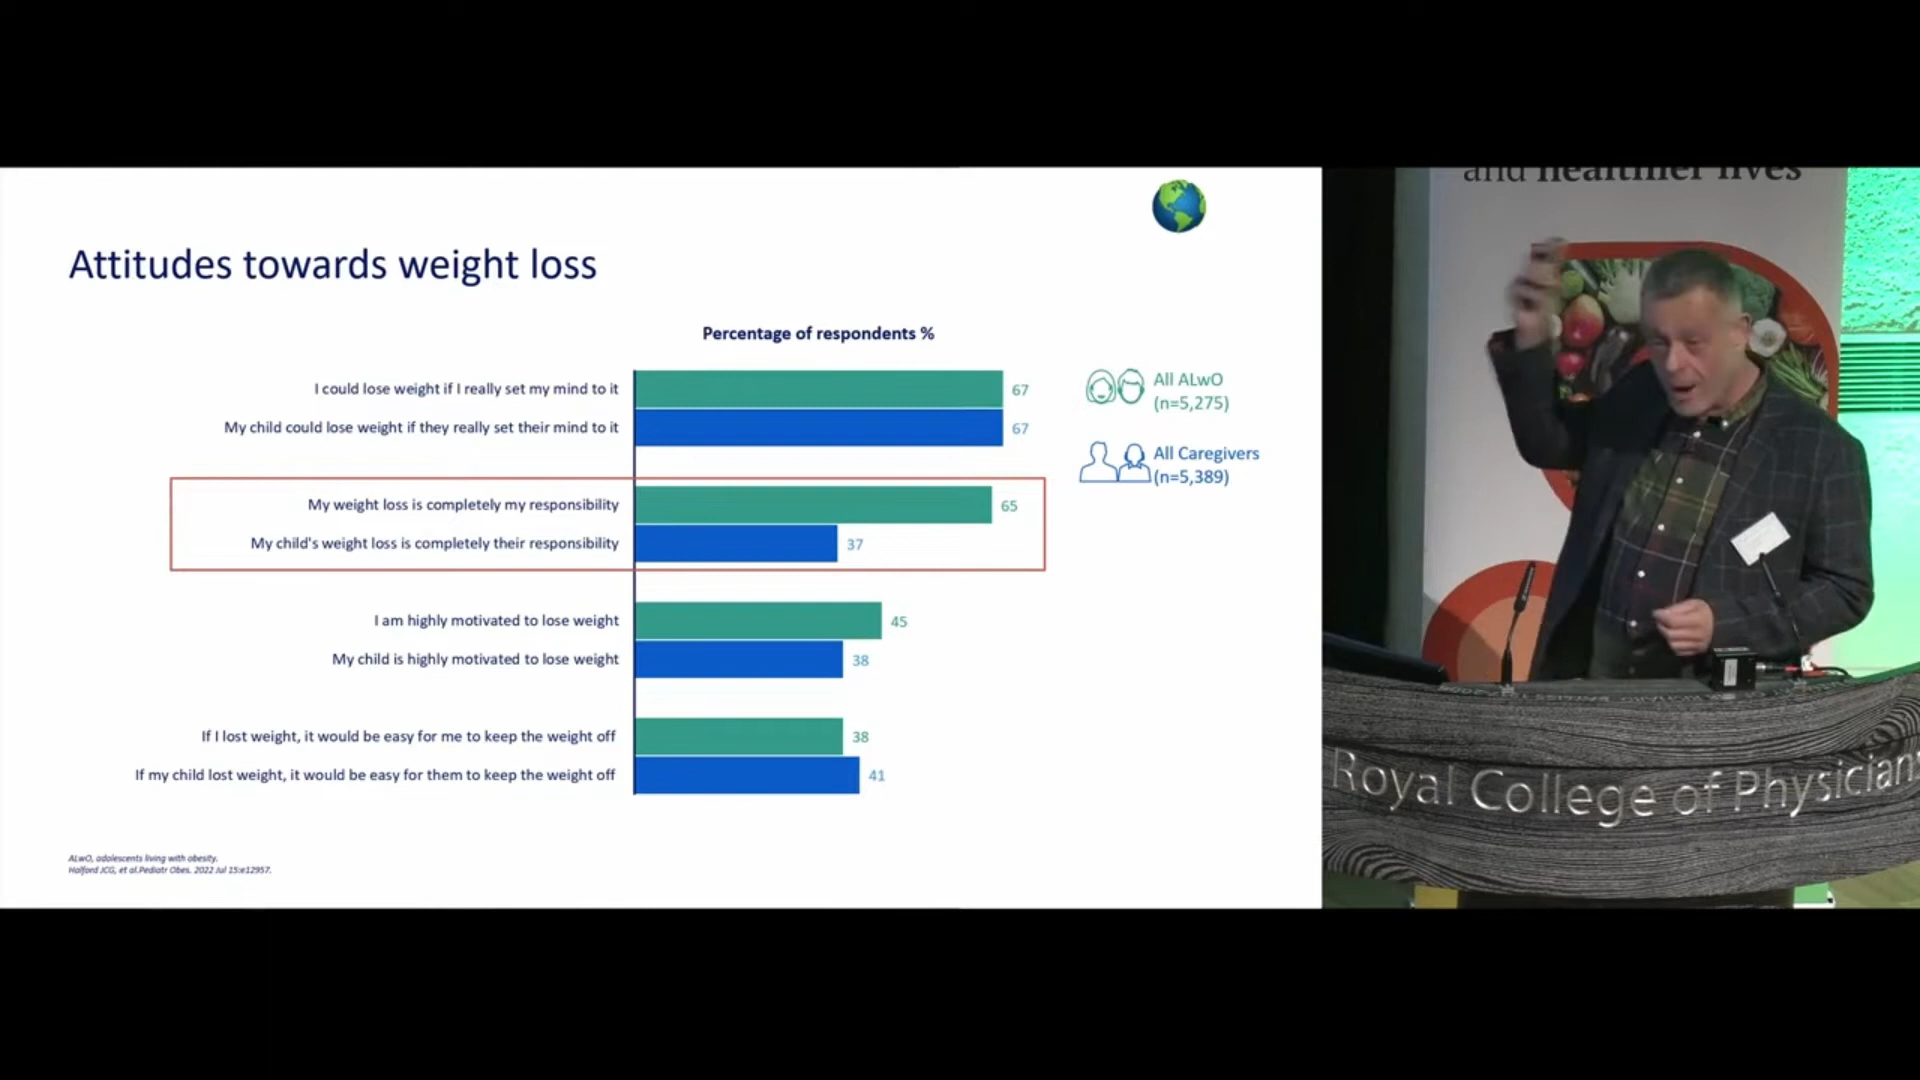 and healthier lives
Attitudes towards weight loss
Percentage of respondents %
I could lose weight if I really set my mind to it
67
My child could lose weight if they really set their mind to it
67
My weight loss is completely my responsibility
65
My child's weight loss is completely their responsibility
37
I am highly motivated to lose weight
45
My child is highly motivated to lose weight
38
If I lost weight, it would be easy for me to keep the weight off
38
If my child lost weight, it would be easy for them to keep the weight off
41
All ALwO
(n=5,275)
All Caregivers
(n=5,389)
ALwO, adolescents living with obesity.
Halford JCG, et al.Pediatr Obes. 2022 Jul 15:e12957.
Royal College of Physicians